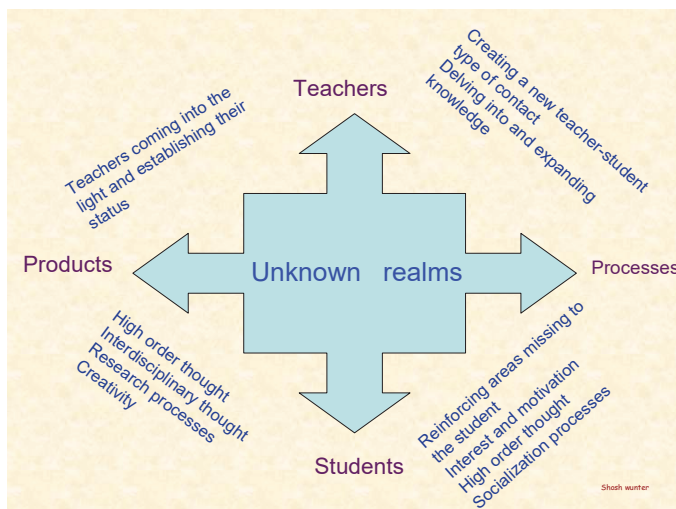 Teachers
Creating a new teacher-student
type of contact
Delving into and expanding
knowledge
Teachers coming into the
light and establishing their
status
Products
Unknown realms
Processes
High order thought
Interdisciplinary thought
Research processes
Creativity
Reinforcing areas missing to
the student
Interest and motivation
High order thought
Socialization processes
Students
Shosh wunter